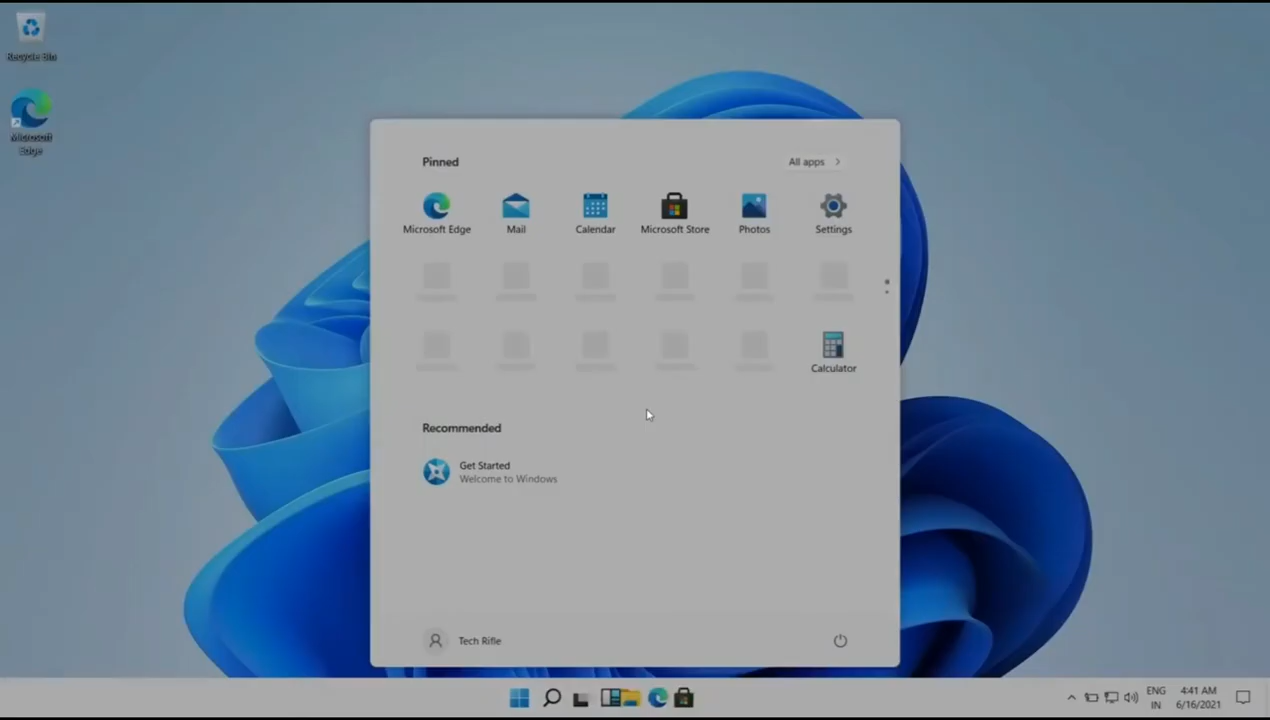 Recycle Bin
Microsoft
Edge
Pinned
All apps
Microsoft Edge
Mail
Calendar
Microsoft Store
Photos
Settings
Calculator
Recommended
Get Started
Welcome to Windows
Tech Rifle
ENG
IN
4:41 AM
6/16/2021